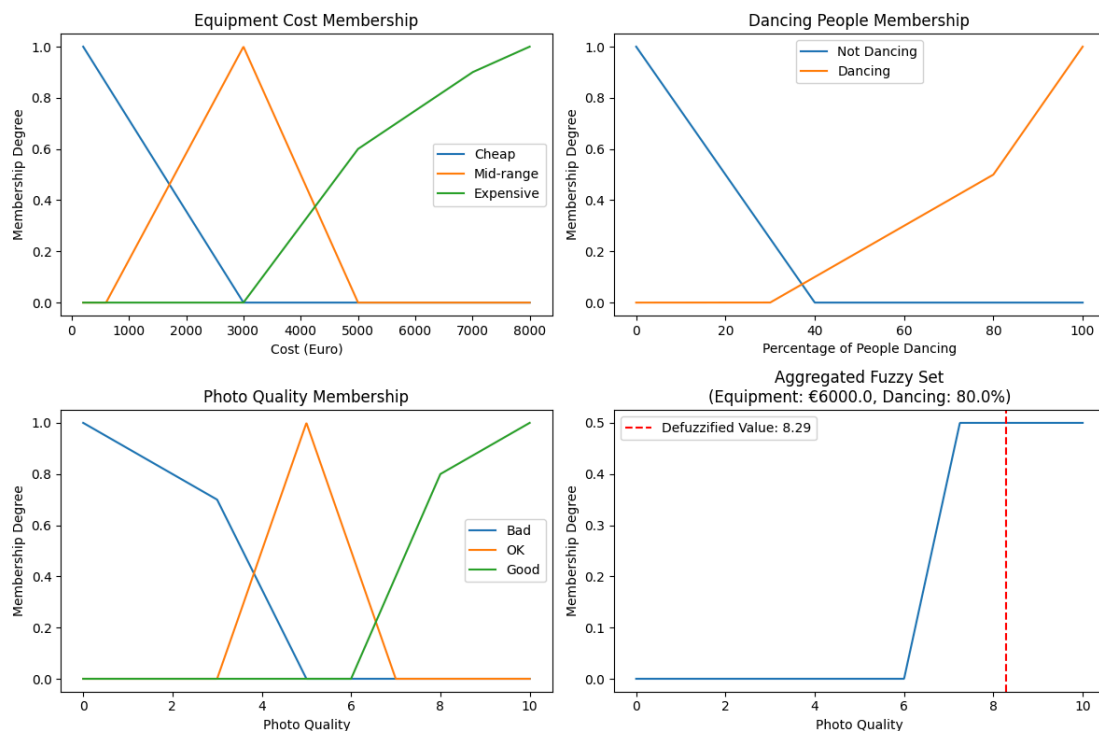 Equipment Cost Membership
Membership Degree
1.0
0.8
0.6
0.4
0.2
0.0
Cheap
Mid-range
Expensive
0 1000 2000 3000 4000 5000 6000 7000 8000
Cost (Euro)
Dancing People Membership
Membership Degree
1.0
0.8
0.6
0.4
0.2
0.0
Not Dancing
Dancing
0 20 40 60 80 100
Percentage of People Dancing
Photo Quality Membership
Membership Degree
1.0
0.8
0.6
0.4
0.2
0.0
Bad
OK
Good
0 2 4 6 8 10
Photo Quality
Aggregated Fuzzy Set
(Equipment: €6000.0, Dancing: 80.0%)
Membership Degree
0.5
0.4
0.3
0.2
0.1
0.0
Defuzzified Value: 8.29
0 2 4 6 8 10
Photo Quality